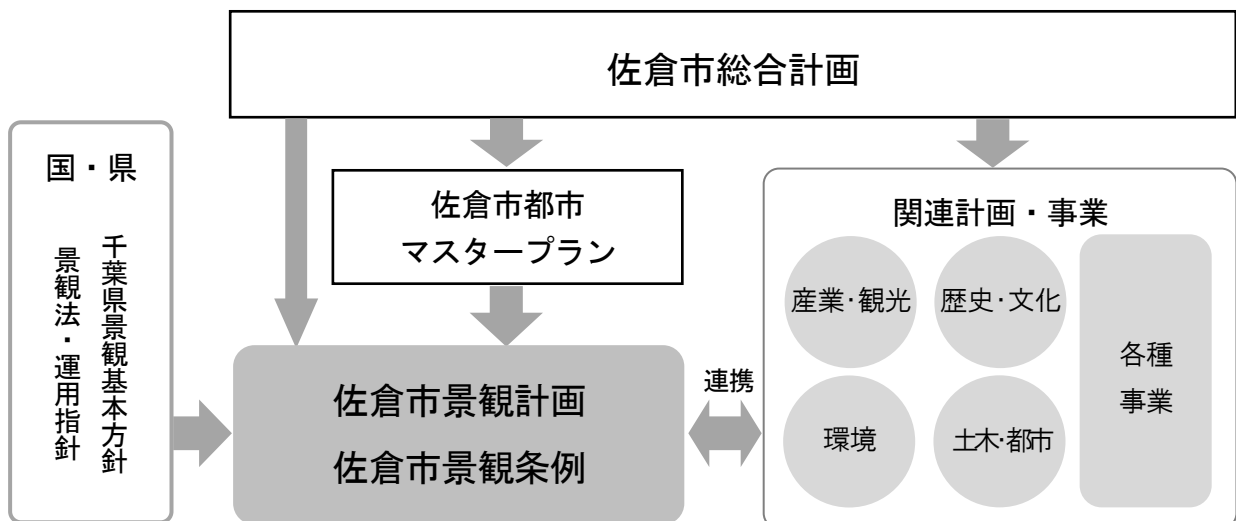 佐倉市総合計画
国・県
千葉県景観基本方針
景観法・運用指針
佐倉市都市
マスタープラン
佐倉市景観計画
佐倉市景観条例
連携
関連計画・事業
産業・観光
歴史・文化
環境
土木・都市
各種
事業